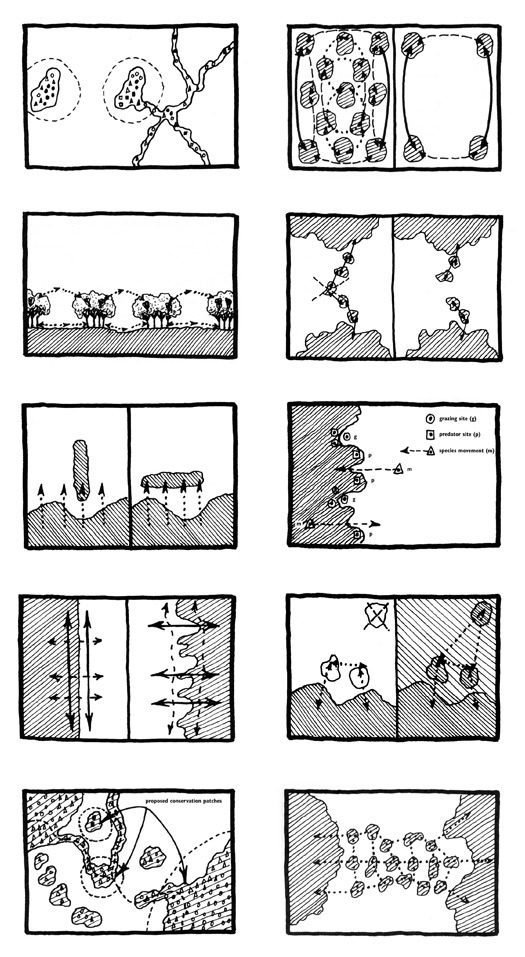 grazing site (g)
predator site (p)
species movement (m)
g
p
m
p
g
p
proposed conservation patches